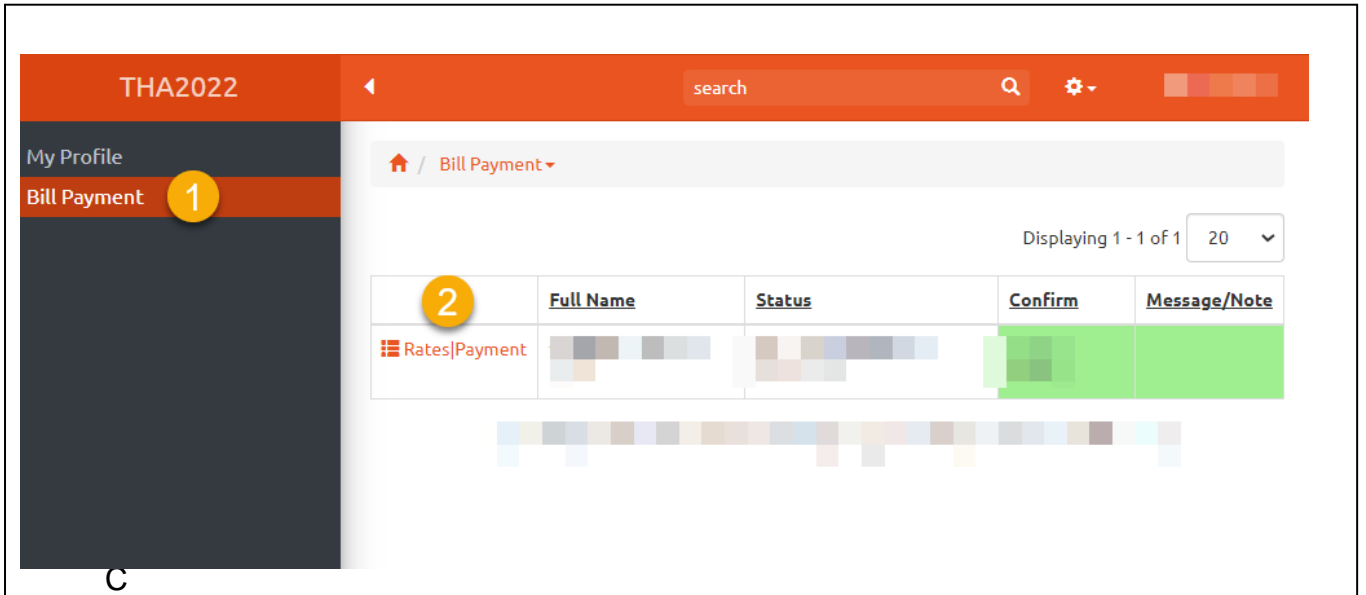 THA2022
search
My Profile
Bill Payment 1
/ Bill Payment
Displaying 1 - 1 of 1 20
2 Full Name Status Confirm Message/Note
Rates|Payment
C